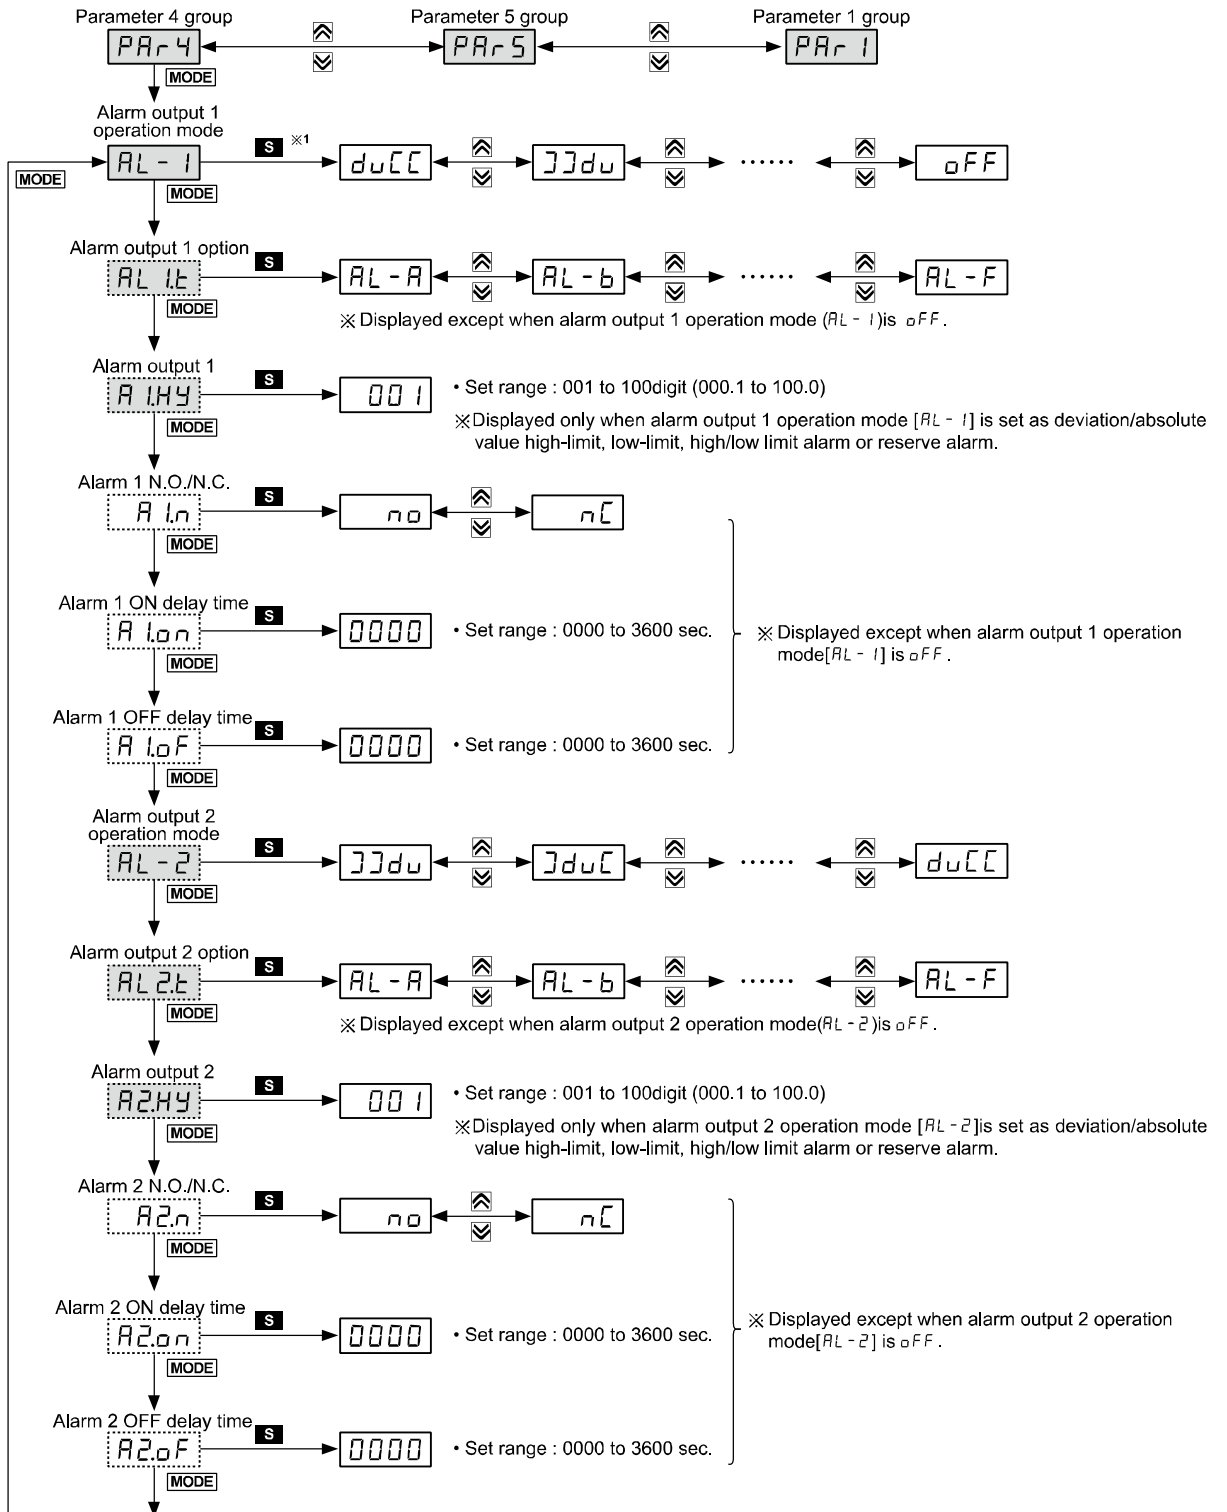 Parameter 4 group Parameter 5 group Parameter 1 group
PAr4 PAr5 PAr1
MODE
Alarm output 1
operation mode
AL-1 S ※1 duCC ]]du ...... oFF
MODE
MODE
Alarm output 1 option
AL1.t S AL-A AL-b ...... AL-F
MODE
※ Displayed except when alarm output 1 operation mode (AL-1)is oFF.
Alarm output 1
A1.HY S 001 • Set range : 001 to 100digit (000.1 to 100.0)
MODE
※Displayed only when alarm output 1 operation mode [AL-1] is set as deviation/absolute
value high-limit, low-limit, high/low limit alarm or reserve alarm.
Alarm 1 N.O./N.C.
A1.n S no nC
MODE
Alarm 1 ON delay time
A1.on S 0000 • Set range : 0000 to 3600 sec.
MODE
※ Displayed except when alarm output 1 operation
mode[AL-1] is oFF.
Alarm 1 OFF delay time
A1.oF S 0000 • Set range : 0000 to 3600 sec.
MODE
Alarm output 2
operation mode
AL-2 S ]]du ]duC ...... duCC
MODE
Alarm output 2 option
AL2.t S AL-A AL-b ...... AL-F
MODE
※ Displayed except when alarm output 2 operation mode(AL-2)is oFF.
Alarm output 2
A2.HY S 001 • Set range : 001 to 100digit (000.1 to 100.0)
MODE
※Displayed only when alarm output 2 operation mode [AL-2]is set as deviation/absolute
value high-limit, low-limit, high/low limit alarm or reserve alarm.
Alarm 2 N.O./N.C.
A2.n S no nC
MODE
Alarm 2 ON delay time
A2.on S 0000 • Set range : 0000 to 3600 sec.
MODE
※ Displayed except when alarm output 2 operation
mode[AL-2] is oFF.
Alarm 2 OFF delay time
A2.oF S 0000 • Set range : 0000 to 3600 sec.
MODE